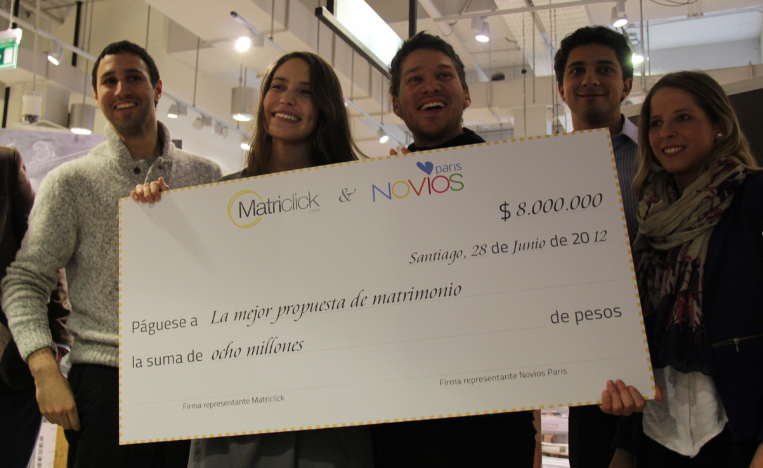 Matriclick & NOVIOS paris
$ 8.000.000
Santiago, 28 de Junio de 2012
Páguese a La mejor propuesta de matrimonio
la suma de ocho millones de pesos
Firma representante Matriclick Firma representante Novios Paris